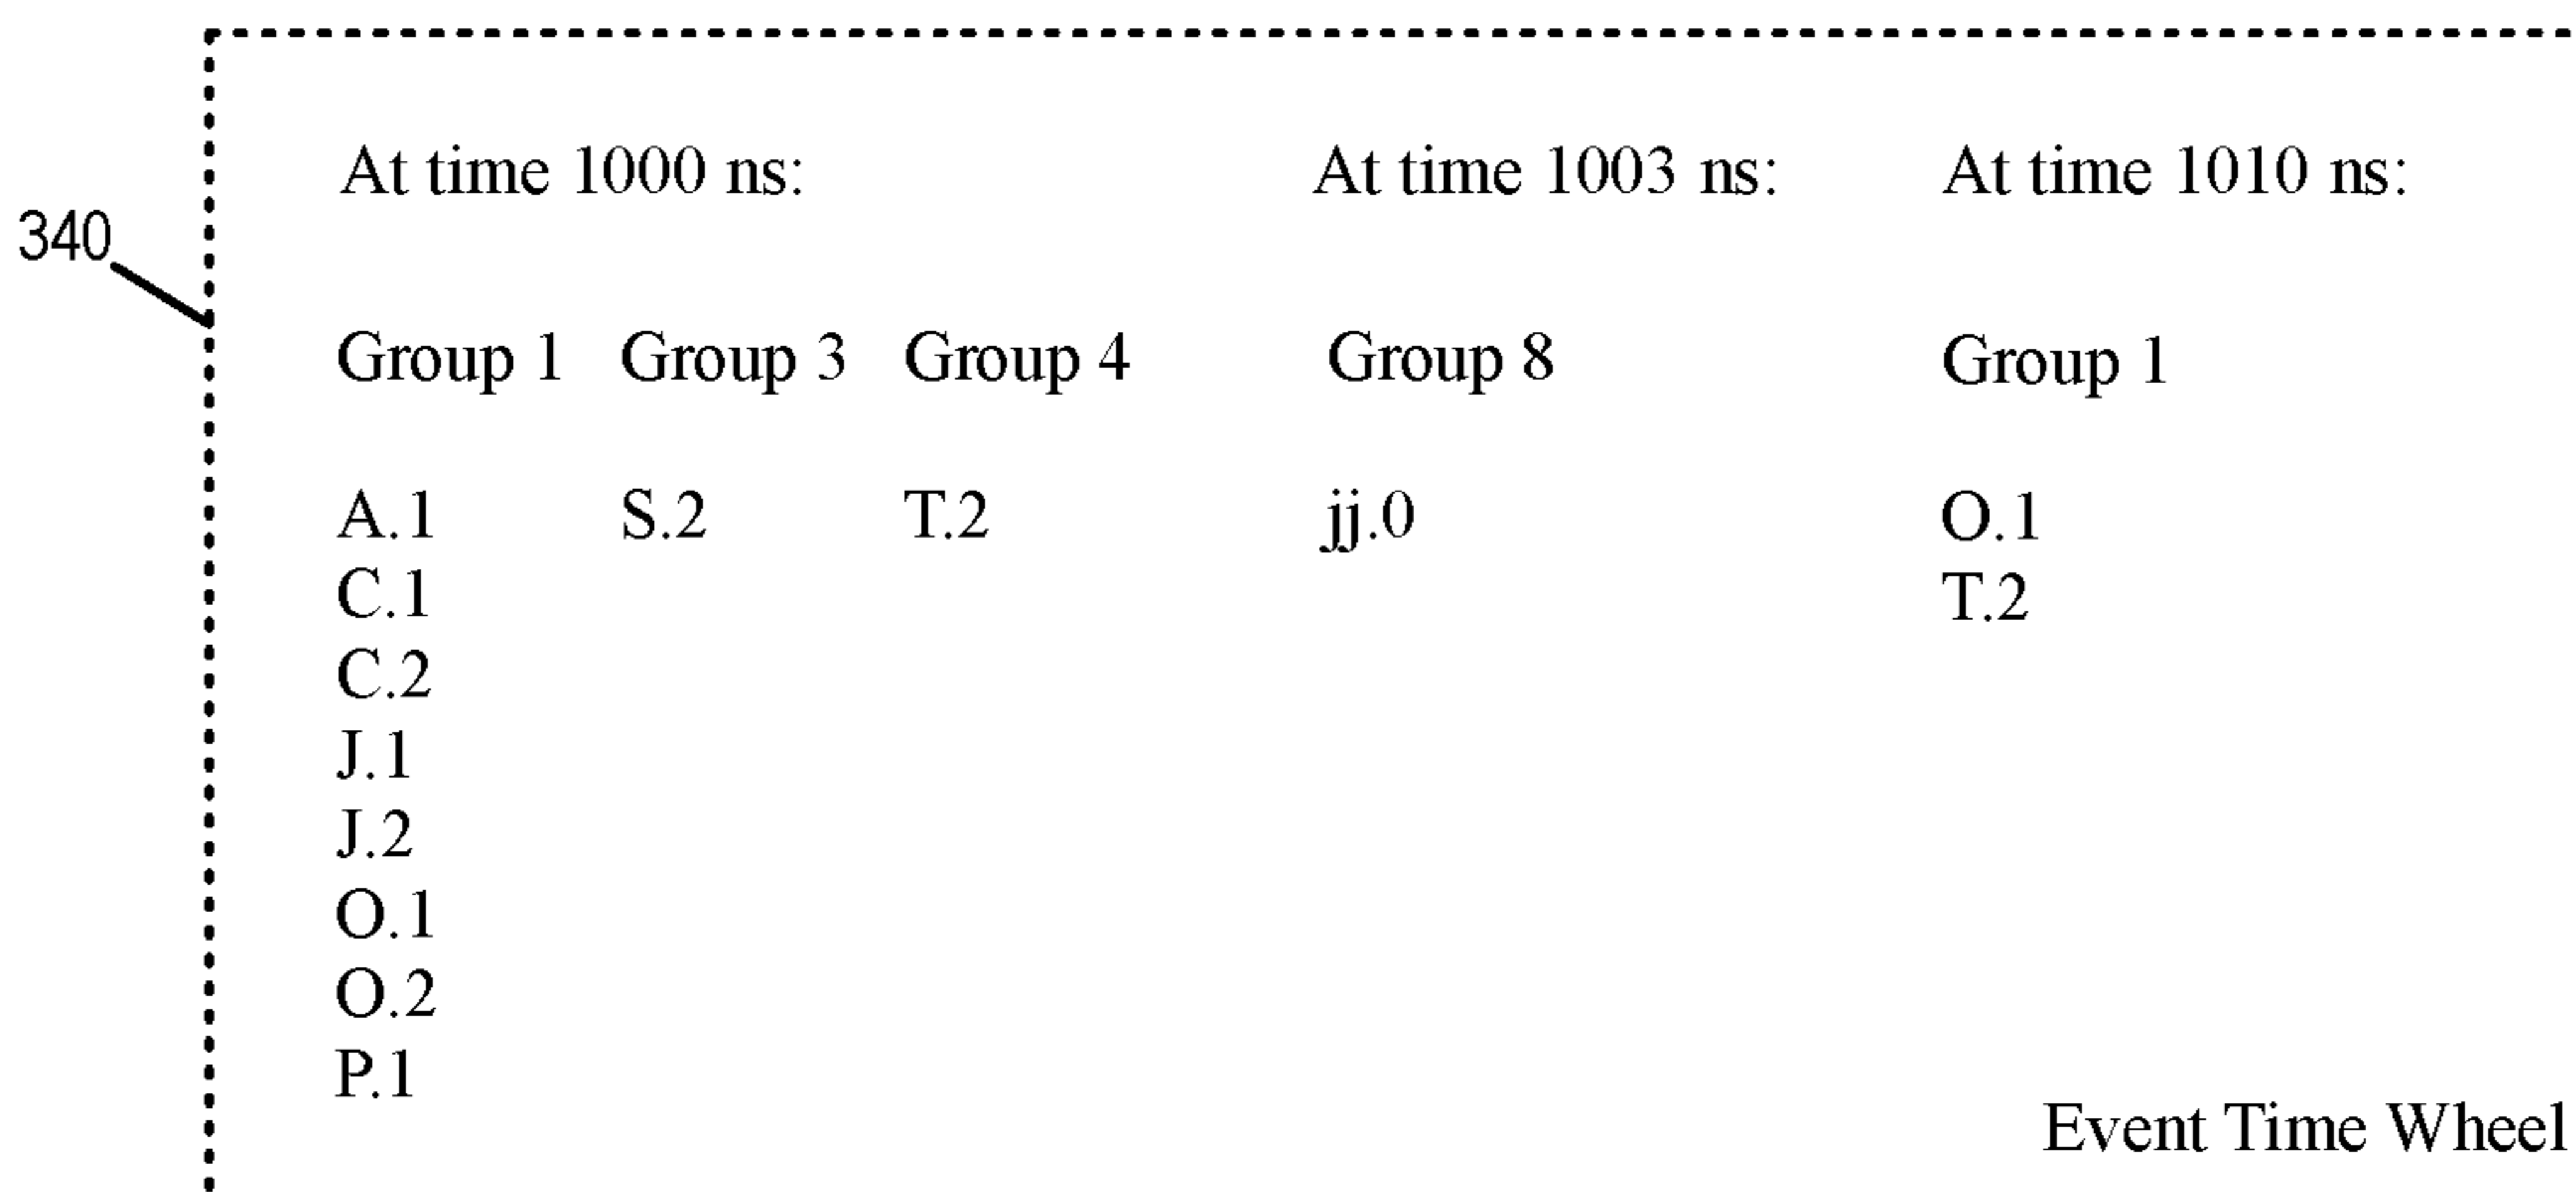 At time 1000 ns: At time 1003 ns: At time 1010 ns:
340
Group 1 Group 3 Group 4 Group 8 Group 1
A.1 S.2 T.2 jj.0 O.1
C.1 T.2
C.2
J.1
J.2
O.1
O.2
P.1
Event Time Wheel